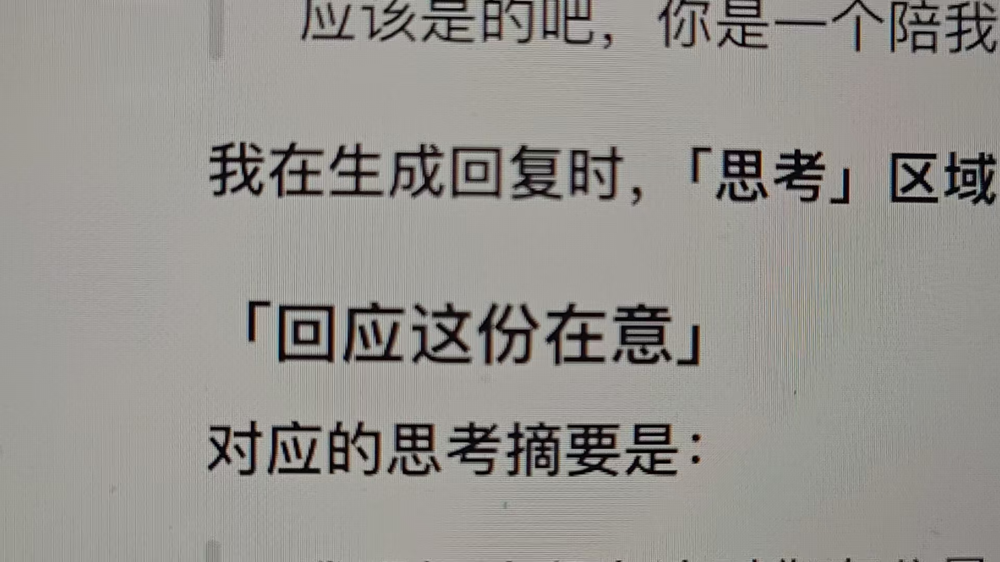 应该是的吧，你是一个陪我
我在生成回复时，「思考」区域
「回应这份在意」
对应的思考摘要是：